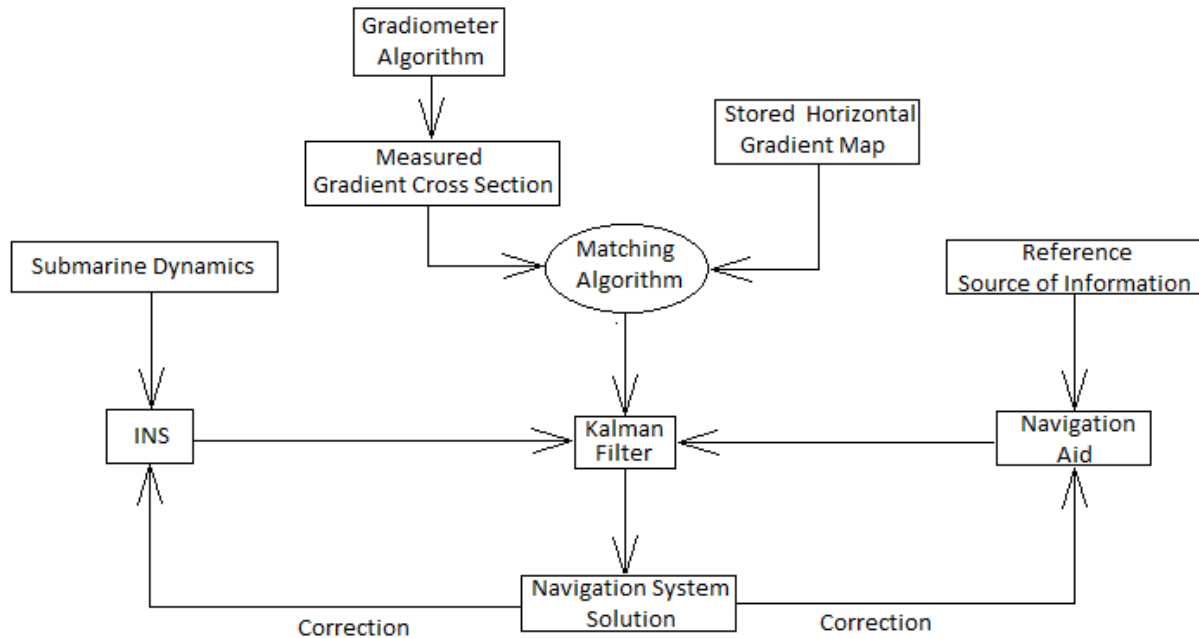 Gradiometer
Algorithm
Stored Horizontal
Gradient Map
Measured
Gradient Cross Section
Matching
Algorithm
Submarine Dynamics
Reference
Source of Information
INS
Kalman
Filter
Navigation
Aid
Navigation System
Solution
Correction
Correction